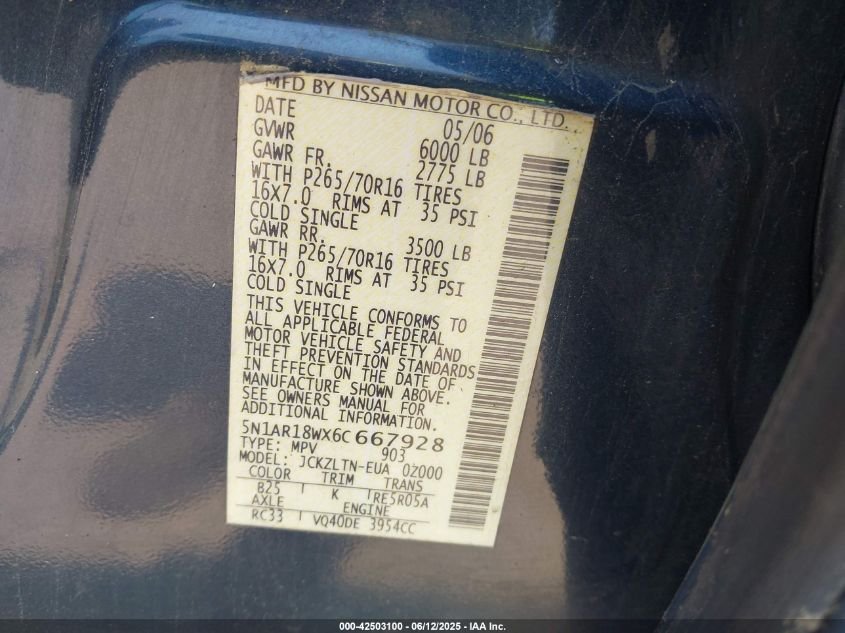 MFD BY NISSAN MOTOR CO., LTD.
DATE 05/06
GVWR 6000 LB
GAWR FR. 2775 LB
WITH P265/70R16 TIRES
16X7.0 RIMS AT 35 PSI
COLD SINGLE
GAWR RR. 3500 LB
WITH P265/70R16 TIRES
16X7.0 RIMS AT 35 PSI
COLD SINGLE
THIS VEHICLE CONFORMS TO
ALL APPLICABLE FEDERAL
MOTOR VEHICLE SAFETY AND
THEFT PREVENTION STANDARDS
IN EFFECT ON THE DATE OF
MANUFACTURE SHOWN ABOVE.
SEE OWNERS MANUAL FOR
ADDITIONAL INFORMATION.
5N1AR18WX6C 667928
TYPE: MPV 903
MODEL: JCKZLTN-EUA 02000
COLOR TRIM TRANS
B25 K RE5R05A
AXLE ENGINE
RC33 VQ40DE 3954CC
000-42503100 - 06/12/2025 - IAA Inc.